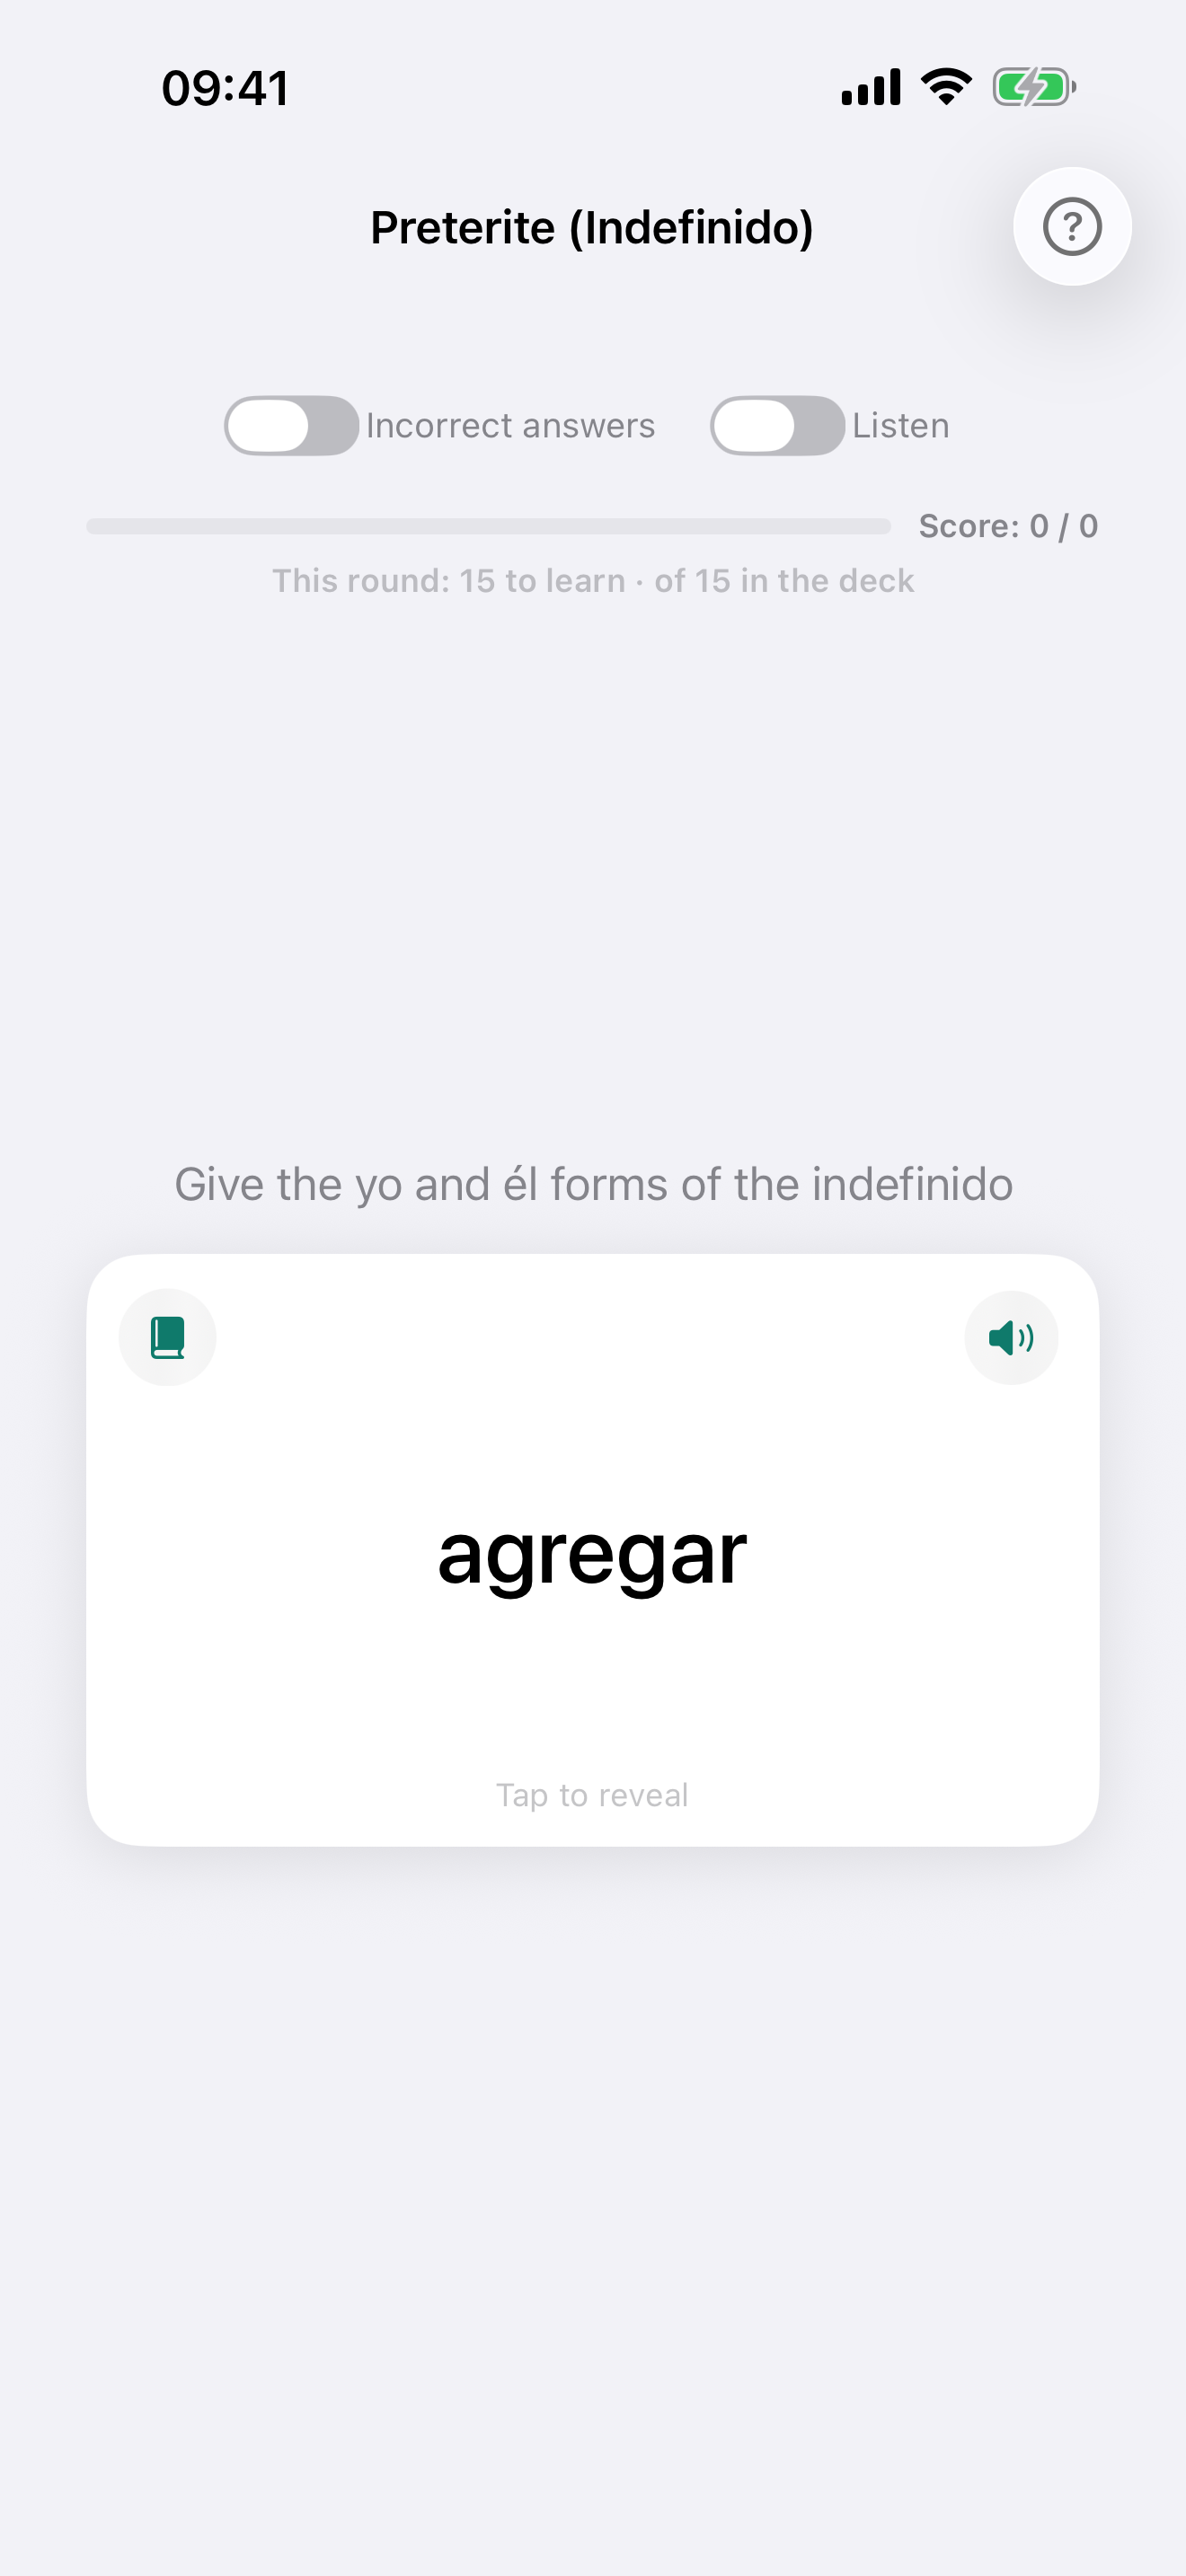 09:41
Preterite (Indefinido)
Incorrect answers
Listen
Score: 0 / 0
This round: 15 to learn · of 15 in the deck
Give the yo and él forms of the indefinido
agregar
Tap to reveal